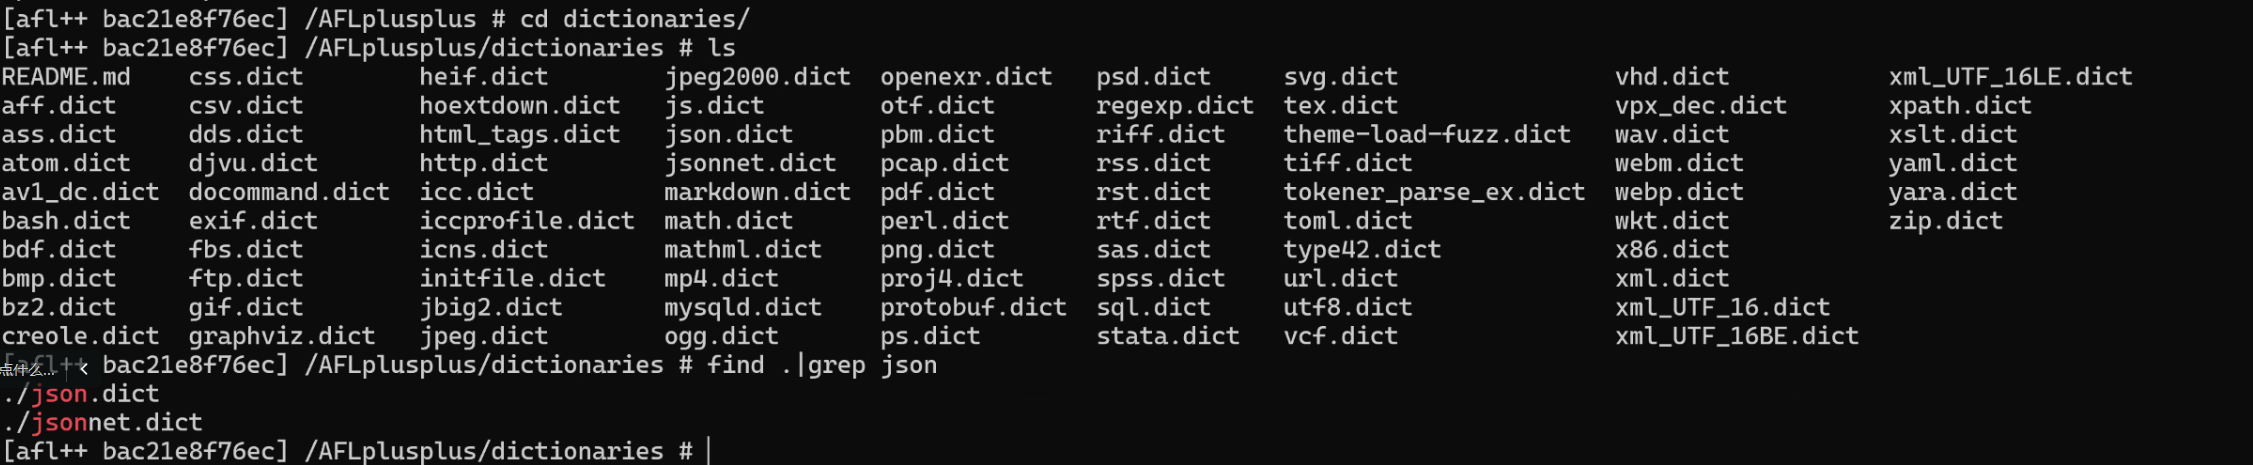 [afl++ bac21e8f76ec] /AFLplusplus # cd dictionaries/
[afl++ bac21e8f76ec] /AFLplusplus/dictionaries # ls
README.md css.dict heif.dict jpeg2000.dict openexr.dict psd.dict svg.dict vhd.dict xml_UTF_16LE.dict
aff.dict csv.dict hoextdown.dict js.dict otf.dict regexp.dict tex.dict vpx_dec.dict xpath.dict
ass.dict dds.dict html_tags.dict json.dict pbm.dict riff.dict theme-load-fuzz.dict wav.dict xslt.dict
atom.dict djvu.dict http.dict jsonnet.dict pcap.dict rss.dict tiff.dict webm.dict yaml.dict
av1_dc.dict docommand.dict icc.dict markdown.dict pdf.dict rst.dict tokener_parse_ex.dict webp.dict yara.dict
bash.dict exif.dict iccprofile.dict math.dict perl.dict rtf.dict toml.dict wkt.dict zip.dict
bdf.dict fbs.dict icns.dict mathml.dict png.dict sas.dict type42.dict x86.dict
bmp.dict ftp.dict initfile.dict mp4.dict proj4.dict spss.dict url.dict xml.dict
bz2.dict gif.dict jbig2.dict mysqld.dict protobuf.dict sql.dict utf8.dict xml_UTF_16.dict
creole.dict graphviz.dict jpeg.dict ogg.dict ps.dict stata.dict vcf.dict xml_UTF_16BE.dict
[afl++ bac21e8f76ec] /AFLplusplus/dictionaries # find .|grep json
点什么... <
./json.dict
./jsonnet.dict
[afl++ bac21e8f76ec] /AFLplusplus/dictionaries #